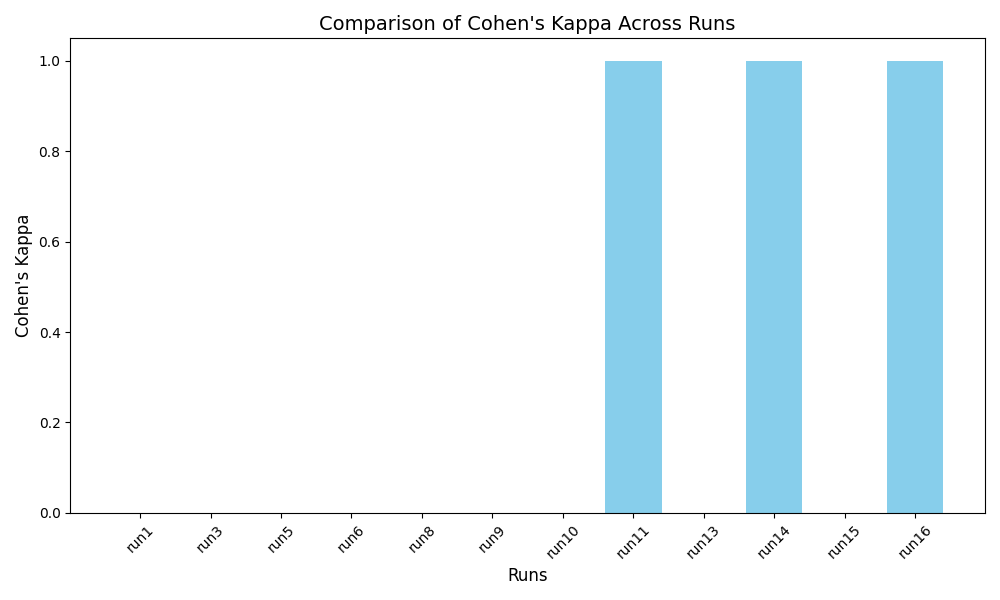 Comparison of Cohen's Kappa Across Runs
1.0
0.8
0.6
0.4
0.2
0.0
Cohen's Kappa
run1
run3
run5
run6
run8
run9
run10
run11
run13
run14
run15
run16
Runs